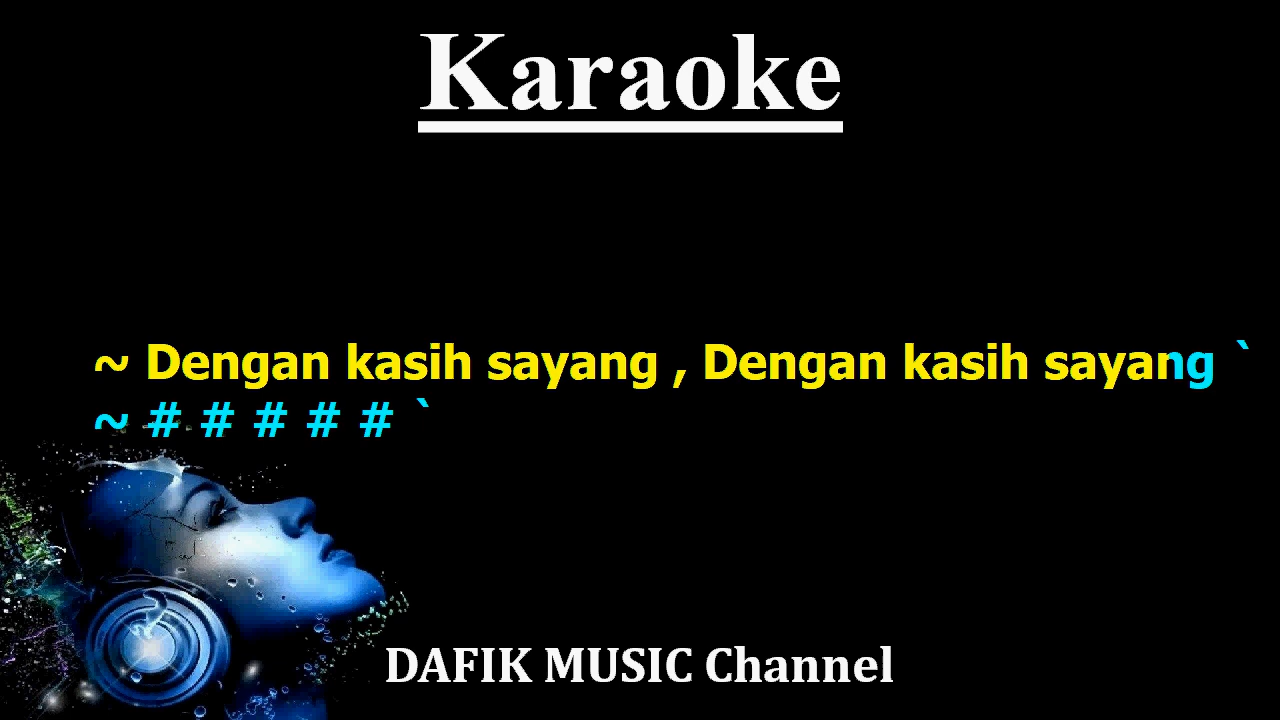 Karaoke
~ Dengan kasih sayang , Dengan kasih sayang `
~ # # # # # `
DAFIK MUSIC Channel